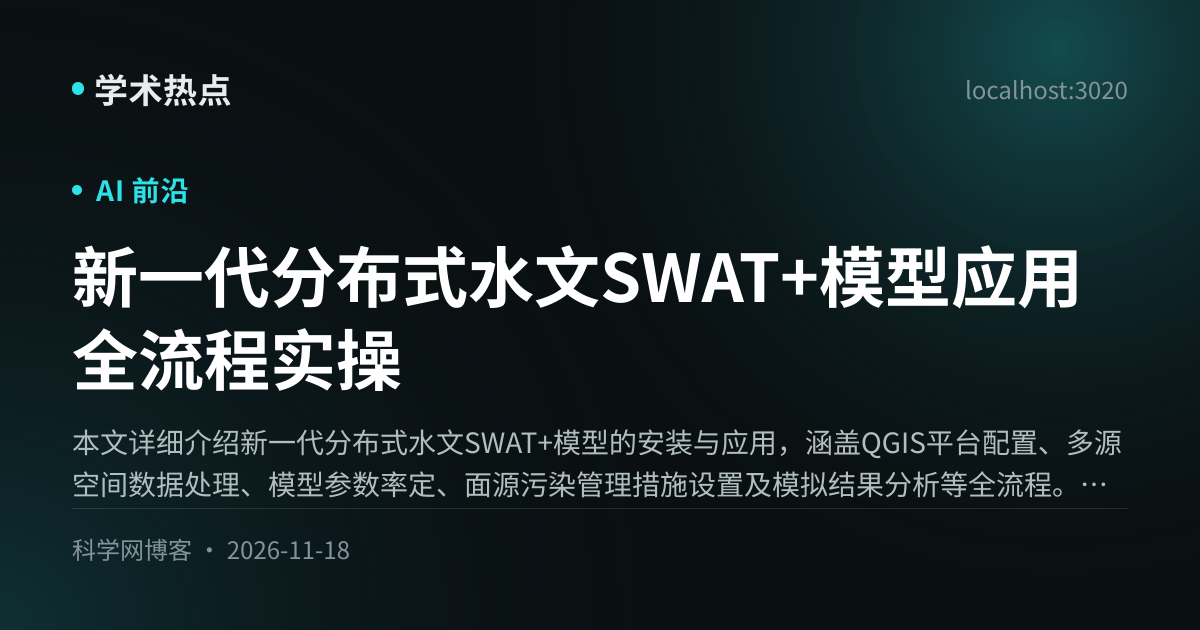 学术热点
localhost:3020
AI 前沿
新一代分布式水文SWAT+模型应用
全流程实操
本文详细介绍新一代分布式水文SWAT+模型的安装与应用，涵盖QGIS平台配置、多源
空间数据处理、模型参数率定、面源污染管理措施设置及模拟结果分析等全流程。…
科学网博客 • 2026-11-18